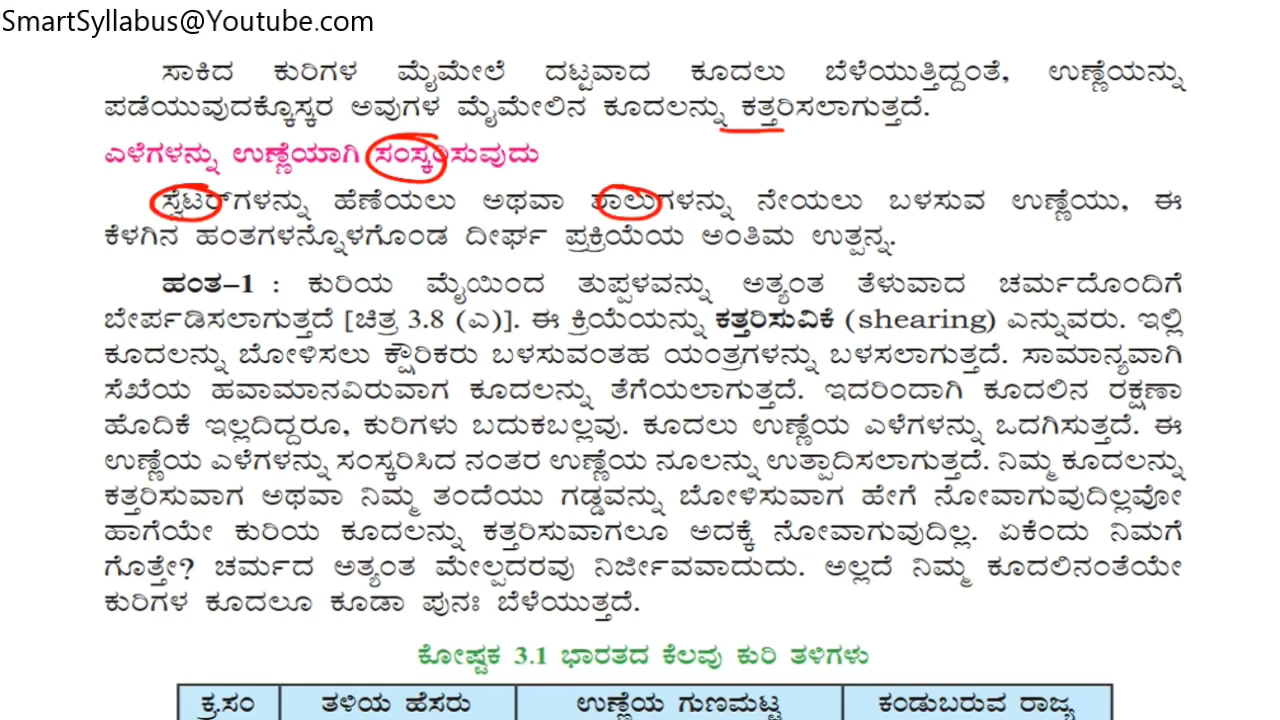 SmartSyllabus@Youtube.com
ಸಾಕಿದ ಕುರಿಗಳ ಮೈಮೇಲೆ ದಟ್ಟವಾದ ಕೂದಲು ಬೆಳೆಯುತ್ತಿದ್ದಂತೆ, ಉಣ್ಣೆಯನ್ನು
ಪಡೆಯುವುದಕ್ಕೊಸ್ಕರ ಅವುಗಳ ಮೈಮೇಲಿನ ಕೂದಲನ್ನು ಕತ್ತರಿಸಲಾಗುತ್ತದೆ.
ಎಳೆಗಳನ್ನು ಉಣ್ಣೆಯಾಗಿ ಸಂಸ್ಕರಿಸುವುದು
ಸ್ವೆಟರ್‌ಗಳನ್ನು ಹೆಣೆಯಲು ಅಥವಾ ಶಾಲುಗಳನ್ನು ನೇಯಲು ಬಳಸುವ ಉಣ್ಣೆಯು, ಈ
ಕೆಳಗಿನ ಹಂತಗಳನ್ನೊಳಗೊಂಡ ದೀರ್ಘ ಪ್ರಕ್ರಿಯೆಯ ಅಂತಿಮ ಉತ್ಪನ್ನ.
ಹಂತ–1 : ಕುರಿಯ ಮೈಯಿಂದ ತುಪ್ಪಳವನ್ನು ಅತ್ಯಂತ ತೆಳುವಾದ ಚರ್ಮದೊಂದಿಗೆ
ಬೇರ್ಪಡಿಸಲಾಗುತ್ತದೆ [ಚಿತ್ರ 3.8 (ಎ)]. ಈ ಕ್ರಿಯೆಯನ್ನು ಕತ್ತರಿಸುವಿಕೆ (shearing) ಎನ್ನುವರು. ಇಲ್ಲಿ
ಕೂದಲನ್ನು ಬೋಳಿಸಲು ಕ್ಷೌರಿಕರು ಬಳಸುವಂತಹ ಯಂತ್ರಗಳನ್ನು ಬಳಸಲಾಗುತ್ತದೆ. ಸಾಮಾನ್ಯವಾಗಿ
ಸೆಖೆಯ ಹವಾಮಾನವಿರುವಾಗ ಕೂದಲನ್ನು ತೆಗೆಯಲಾಗುತ್ತದೆ. ಇದರಿಂದಾಗಿ ಕೂದಲಿನ ರಕ್ಷಣಾ
ಹೊದಿಕೆ ಇಲ್ಲದಿದ್ದರೂ, ಕುರಿಗಳು ಬದುಕಬಲ್ಲವು. ಕೂದಲು ಉಣ್ಣೆಯ ಎಳೆಗಳನ್ನು ಒದಗಿಸುತ್ತದೆ. ಈ
ಉಣ್ಣೆಯ ಎಳೆಗಳನ್ನು ಸಂಸ್ಕರಿಸಿದ ನಂತರ ಉಣ್ಣೆಯ ನೂಲನ್ನು ಉತ್ಪಾದಿಸಲಾಗುತ್ತದೆ. ನಿಮ್ಮ ಕೂದಲನ್ನು
ಕತ್ತರಿಸುವಾಗ ಅಥವಾ ನಿಮ್ಮ ತಂದೆಯು ಗಡ್ಡವನ್ನು ಬೋಳಿಸುವಾಗ ಹೇಗೆ ನೋವಾಗುವುದಿಲ್ಲವೋ
ಹಾಗೆಯೇ ಕುರಿಯ ಕೂದಲನ್ನು ಕತ್ತರಿಸುವಾಗಲೂ ಅದಕ್ಕೆ ನೋವಾಗುವುದಿಲ್ಲ. ಏಕೆಂದು ನಿಮಗೆ
ಗೊತ್ತೇ? ಚರ್ಮದ ಅತ್ಯಂತ ಮೇಲ್ಪದರವು ನಿರ್ಜೀವವಾದುದು. ಅಲ್ಲದೆ ನಿಮ್ಮ ಕೂದಲಿನಂತೆಯೇ
ಕುರಿಗಳ ಕೂದಲೂ ಕೂಡಾ ಪುನಃ ಬೆಳೆಯುತ್ತದೆ.
ಕೋಷ್ಟಕ 3.1 ಭಾರತದ ಕೆಲವು ಕುರಿ ತಳಿಗಳು
ಕ್ರ.ಸಂ ತಳಿಯ ಹೆಸರು ಉಣ್ಣೆಯ ಗುಣಮಟ್ಟ ಕಂಡುಬರುವ ರಾಜ್ಯ